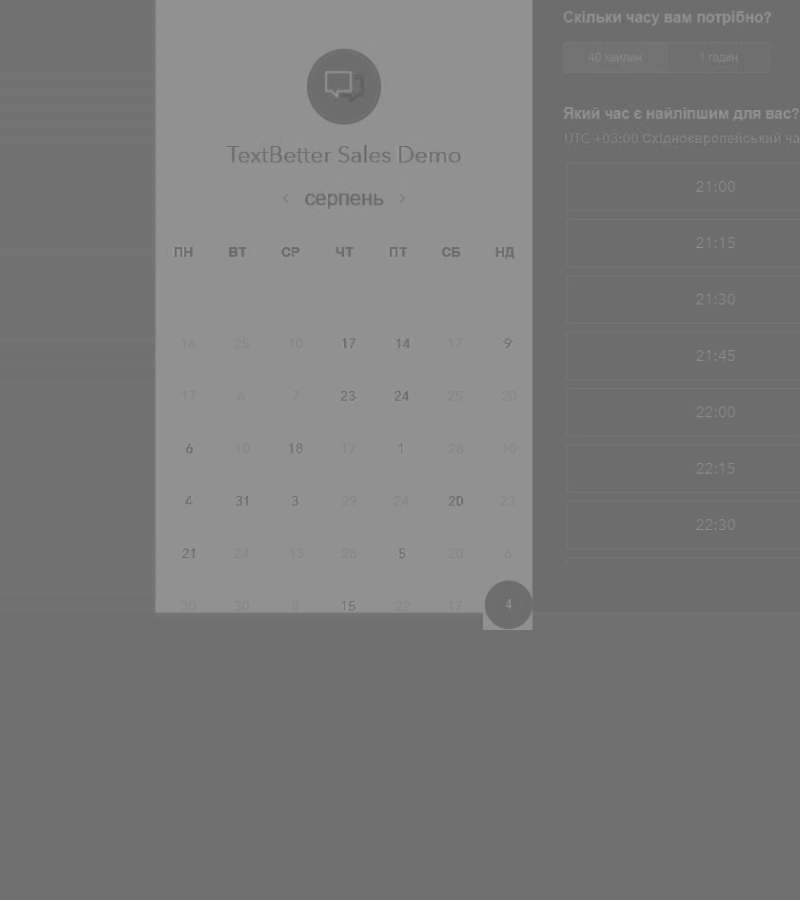 TextBetter Sales Demo
‹ серпень ›
ПН ВТ СР ЧТ ПТ СБ НД
16 25 10 17 14 17 9
17 6 7 23 24 25 20
6 10 18 17 1 28 10
4 31 3 29 24 20 23
21 24 13 28 5 20 6
30 30 8 15 22 17 4
Скільки часу вам потрібно?
40 хвилин 1 годин
Який час є найліпшим для вас?
UTC +03:00 Східноєвропейський ча
21:00
21:15
21:30
21:45
22:00
22:15
22:30